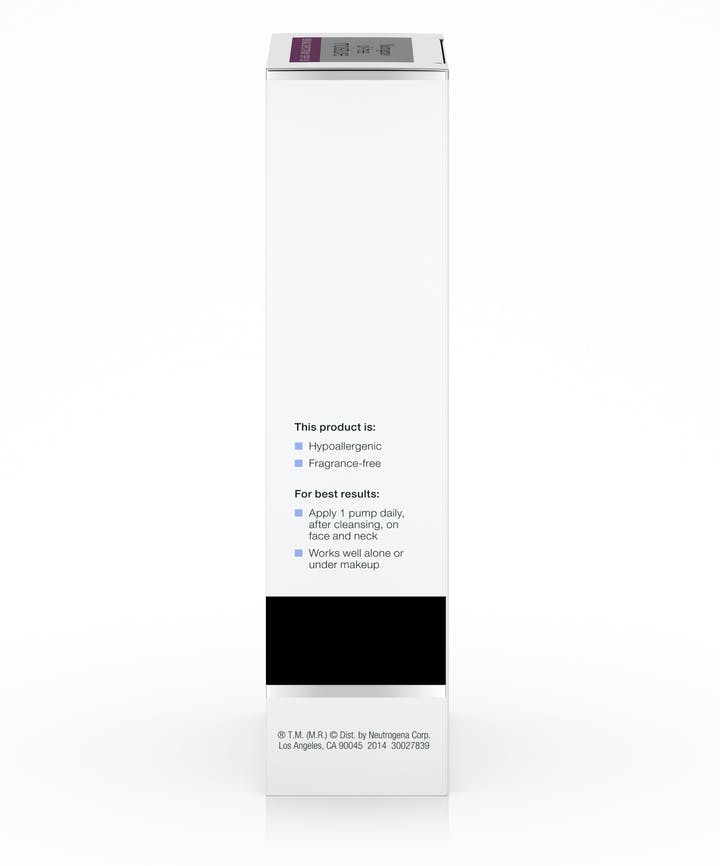 This product is:
Hypoallergenic
Fragrance-free
For best results:
Apply 1 pump daily,
after cleansing, on
face and neck
Works well alone or
under makeup
® T.M. (M.R.) © Dist. by Neutrogena Corp.
Los Angeles, CA 90045 2014 30027839